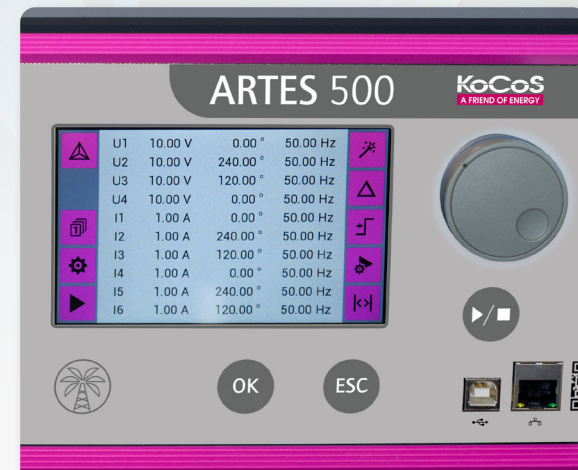 ARTES 500
KoCoS
A FRIEND OF ENERGY
U1 10.00 V 0.00 ° 50.00 Hz
U2 10.00 V 240.00 ° 50.00 Hz
U3 10.00 V 120.00 ° 50.00 Hz
U4 10.00 V 0.00 ° 50.00 Hz
I1 1.00 A 0.00 ° 50.00 Hz
I2 1.00 A 240.00 ° 50.00 Hz
I3 1.00 A 120.00 ° 50.00 Hz
I4 1.00 A 0.00 ° 50.00 Hz
I5 1.00 A 240.00 ° 50.00 Hz
I6 1.00 A 120.00 ° 50.00 Hz
OK
ESC